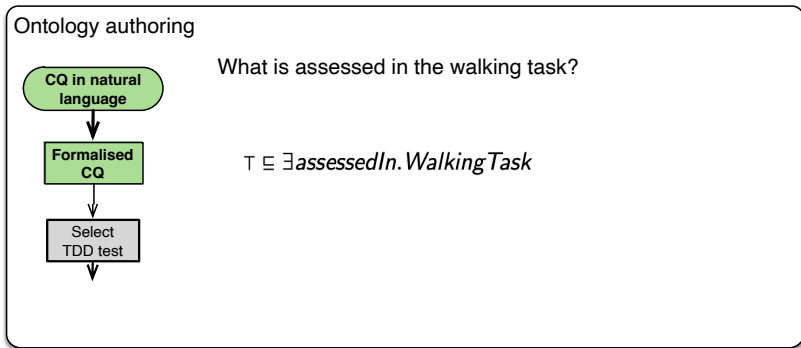 Ontology authoring
CQ in natural
language
What is assessed in the walking task?
Formalised
CQ
⊤ ⊑ ∃assessedIn.WalkingTask
Select
TDD test